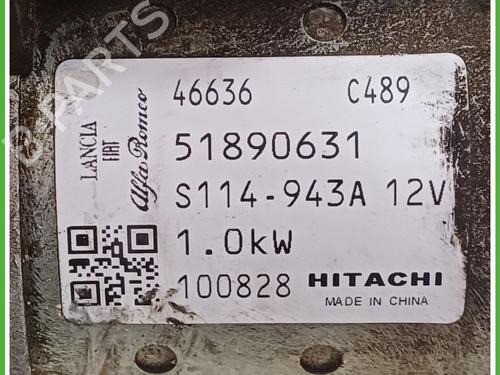 46636 C489
LANCIA
FIAT
Alfa Romeo
51890631
S114-943A 12V
1.0kW
100828 HITACHI
MADE IN CHINA